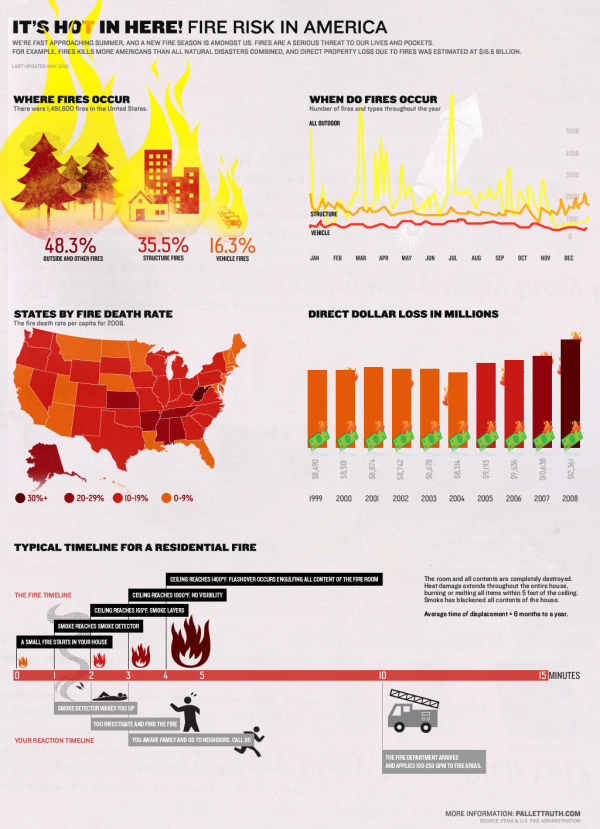 IT'S HOT IN HERE! FIRE RISK IN AMERICA
WE'RE FAST APPROACHING SUMMER, AND A NEW FIRE SEASON IS AMONGST US. FIRES ARE A SERIOUS THREAT TO OUR LIVES AND POCKETS.
FOR EXAMPLE, FIRES KILLS MORE AMERICANS THAN ALL NATURAL DISASTERS COMBINED, AND DIRECT PROPERTY LOSS DUE TO FIRES WAS ESTIMATED AT $15.5 BILLION.
LAST UPDATED MAY
WHERE FIRES OCCUR
There were 1,451,500 fires in the United States.
48.3%
OUTSIDE AND OTHER FIRES
35.5%
STRUCTURE FIRES
16.3%
VEHICLE FIRES
WHEN DO FIRES OCCUR
Number of fires and types throughout the year
ALL OUTDOOR
5500
4500
3500
2500
1500
0
STRUCTURE
VEHICLE
JAN FEB MAR APR MAY JUN JUL AUG SEP OCT NOV DEC
STATES BY FIRE DEATH RATE
The fire death rate per capita for 2006.
30%+ 20-29% 10-19% 0-9%
DIRECT DOLLAR LOSS IN MILLIONS
$8,490 $8,501 $8,874 $8,742 $8,678 $8,314 $9,193 $9,636 $10,638 $12,361
1999 2000 2001 2002 2003 2004 2005 2006 2007 2008
TYPICAL TIMELINE FOR A RESIDENTIAL FIRE
THE FIRE TIMELINE
CEILING REACHES 1400°F. FLASHOVER OCCURS ENGULFING ALL CONTENT OF THE FIRE ROOM
CEILING REACHES 1000°F. NO VISIBILITY
CEILING REACHES 155°F. SMOKE LAYERS
SMOKE REACHES SMOKE DETECTOR
A SMALL FIRE STARTS IN YOUR HOUSE
The room and all contents are completely destroyed.
Heat damage extends throughout the entire house,
burning or melting all items within 5 feet of the ceiling.
Smoke has blackened all contents of the house.
Average time of displacement = 6 months to a year.
0 1 2 3 4 5 10 15 MINUTES
SMOKE DETECTOR WAKES YOU UP
YOU INVESTIGATE AND FIND THE FIRE
YOU AWAKE FAMILY AND GO TO NEIGHBORS. CALL 911
YOUR REACTION TIMELINE
THE FIRE DEPARTMENT ARRIVES
AND APPLIES 100-250 GPM TO FIRE AREAS.
MORE INFORMATION: PALLETTRUTH.COM
SOURCE: FEMA & U.S. FIRE ADMINISTRATION